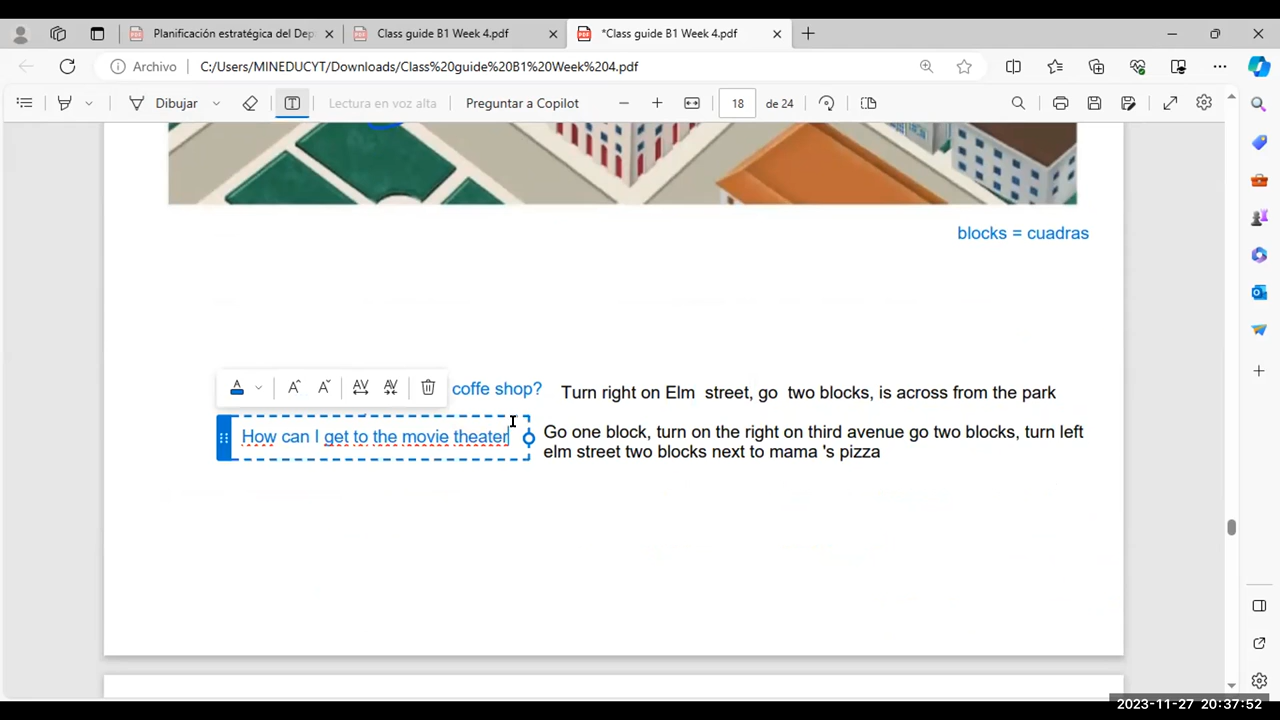 Planificación estratégica del Dep
Class guide B1 Week 4.pdf
*Class guide B1 Week 4.pdf
Archivo
C:/Users/MINEDUCYT/Downloads/Class%20guide%20B1%20Week%204.pdf
Dibujar
Lectura en voz alta
Preguntar a Copilot
18
de 24
blocks = cuadras
coffe shop?
Turn right on Elm street, go two blocks, is across from the park
How can I get to the movie theater
Go one block, turn on the right on third avenue go two blocks, turn left
elm street two blocks next to mama 's pizza
2023-11-27 20:37:52